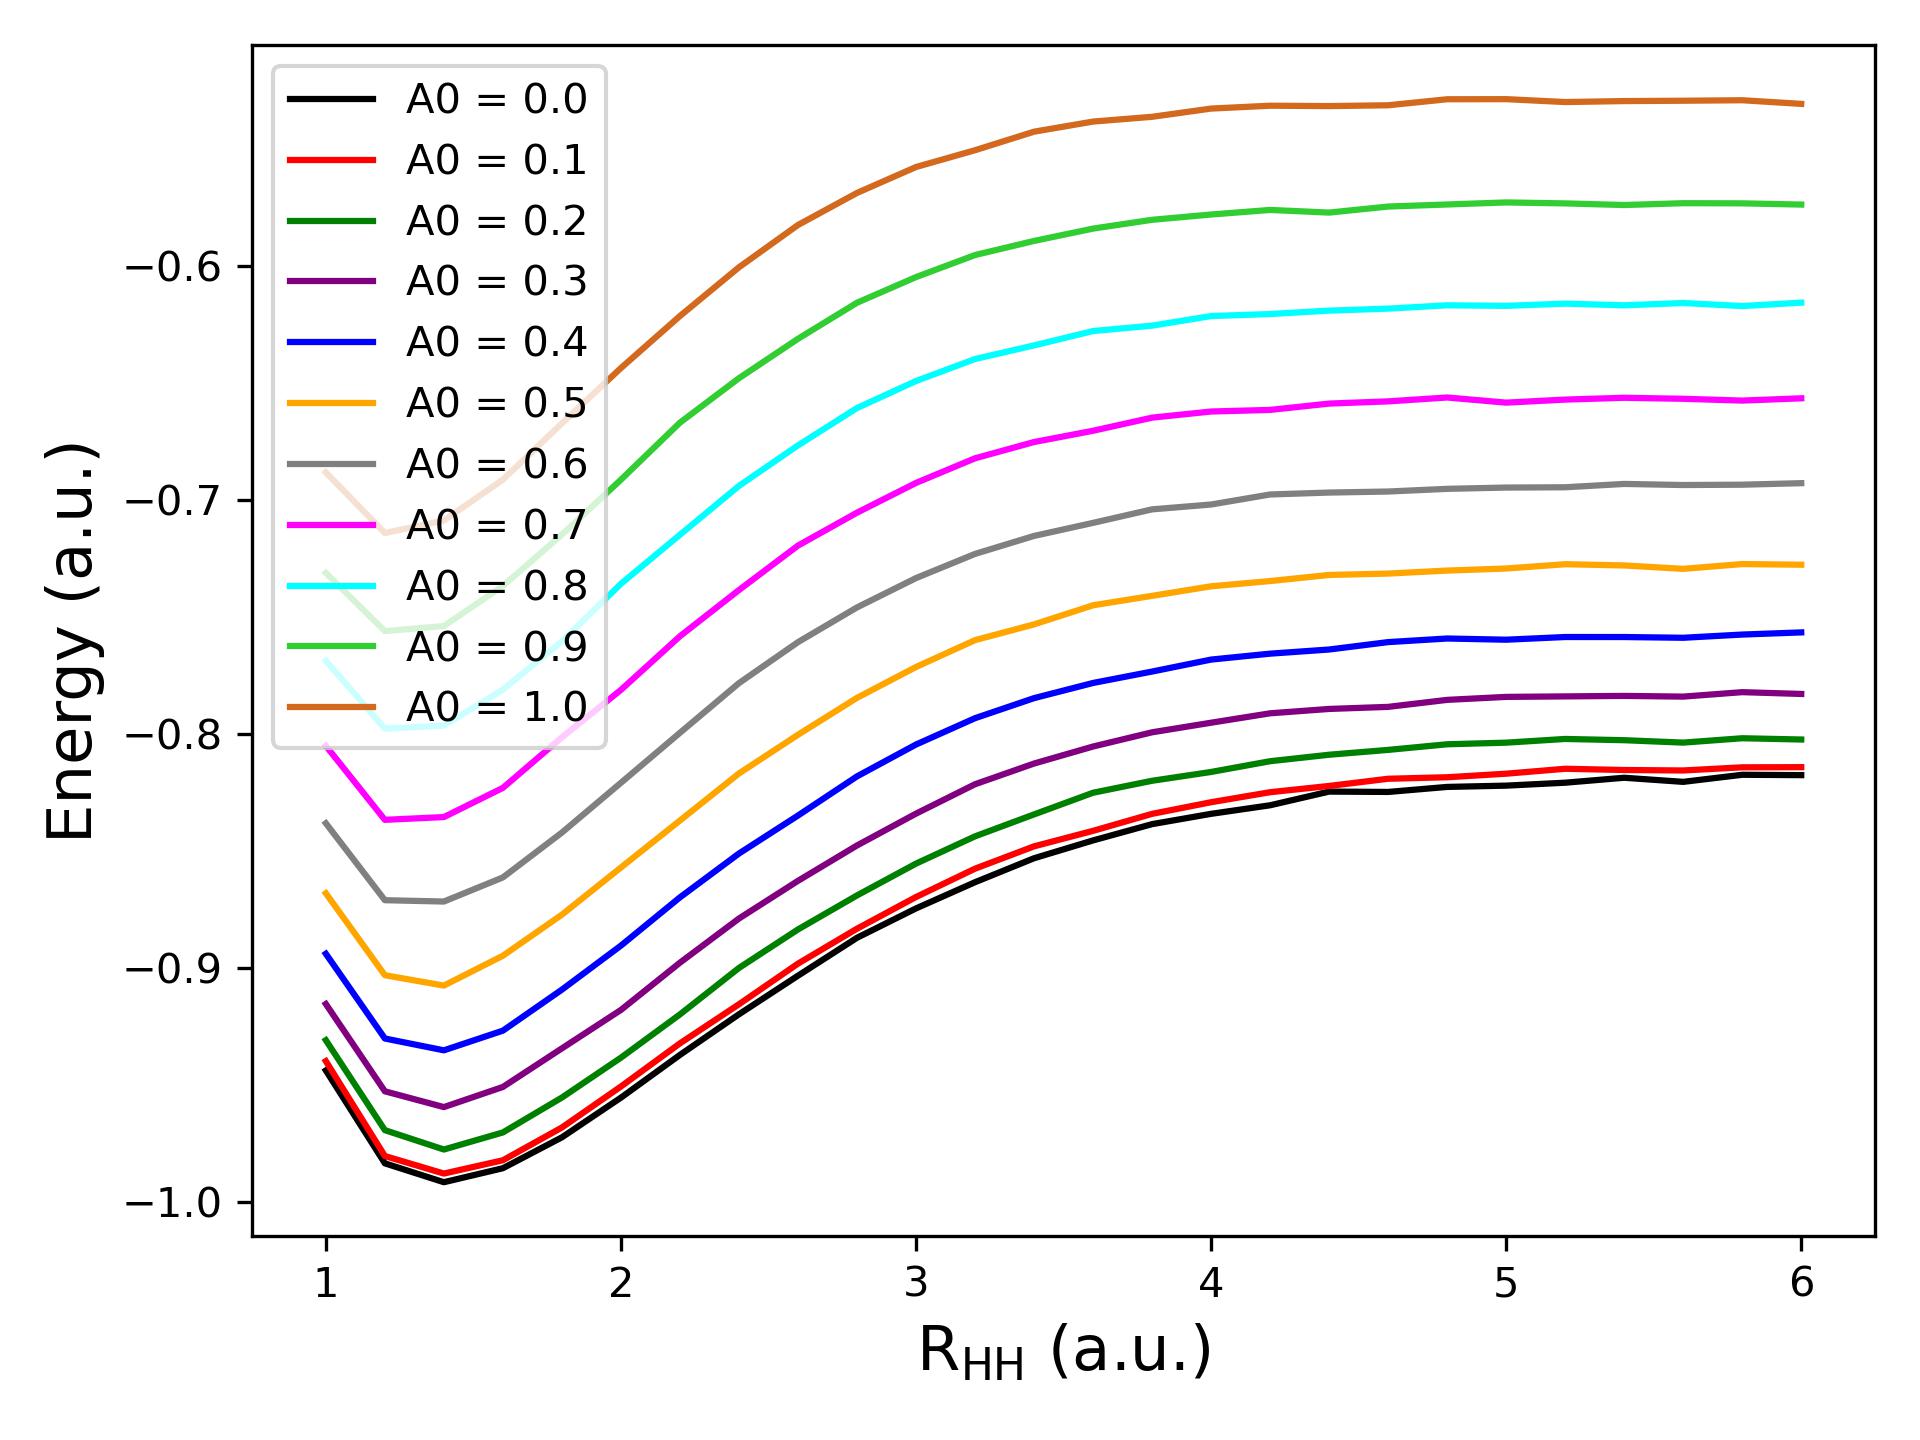 A0 = 0.0
A0 = 0.1
A0 = 0.2
A0 = 0.3
A0 = 0.4
A0 = 0.5
A0 = 0.6
A0 = 0.7
A0 = 0.8
A0 = 0.9
A0 = 1.0
−0.6
−0.7
−0.8
−0.9
−1.0
Energy (a.u.)
1 2 3 4 5 6
R_HH (a.u.)